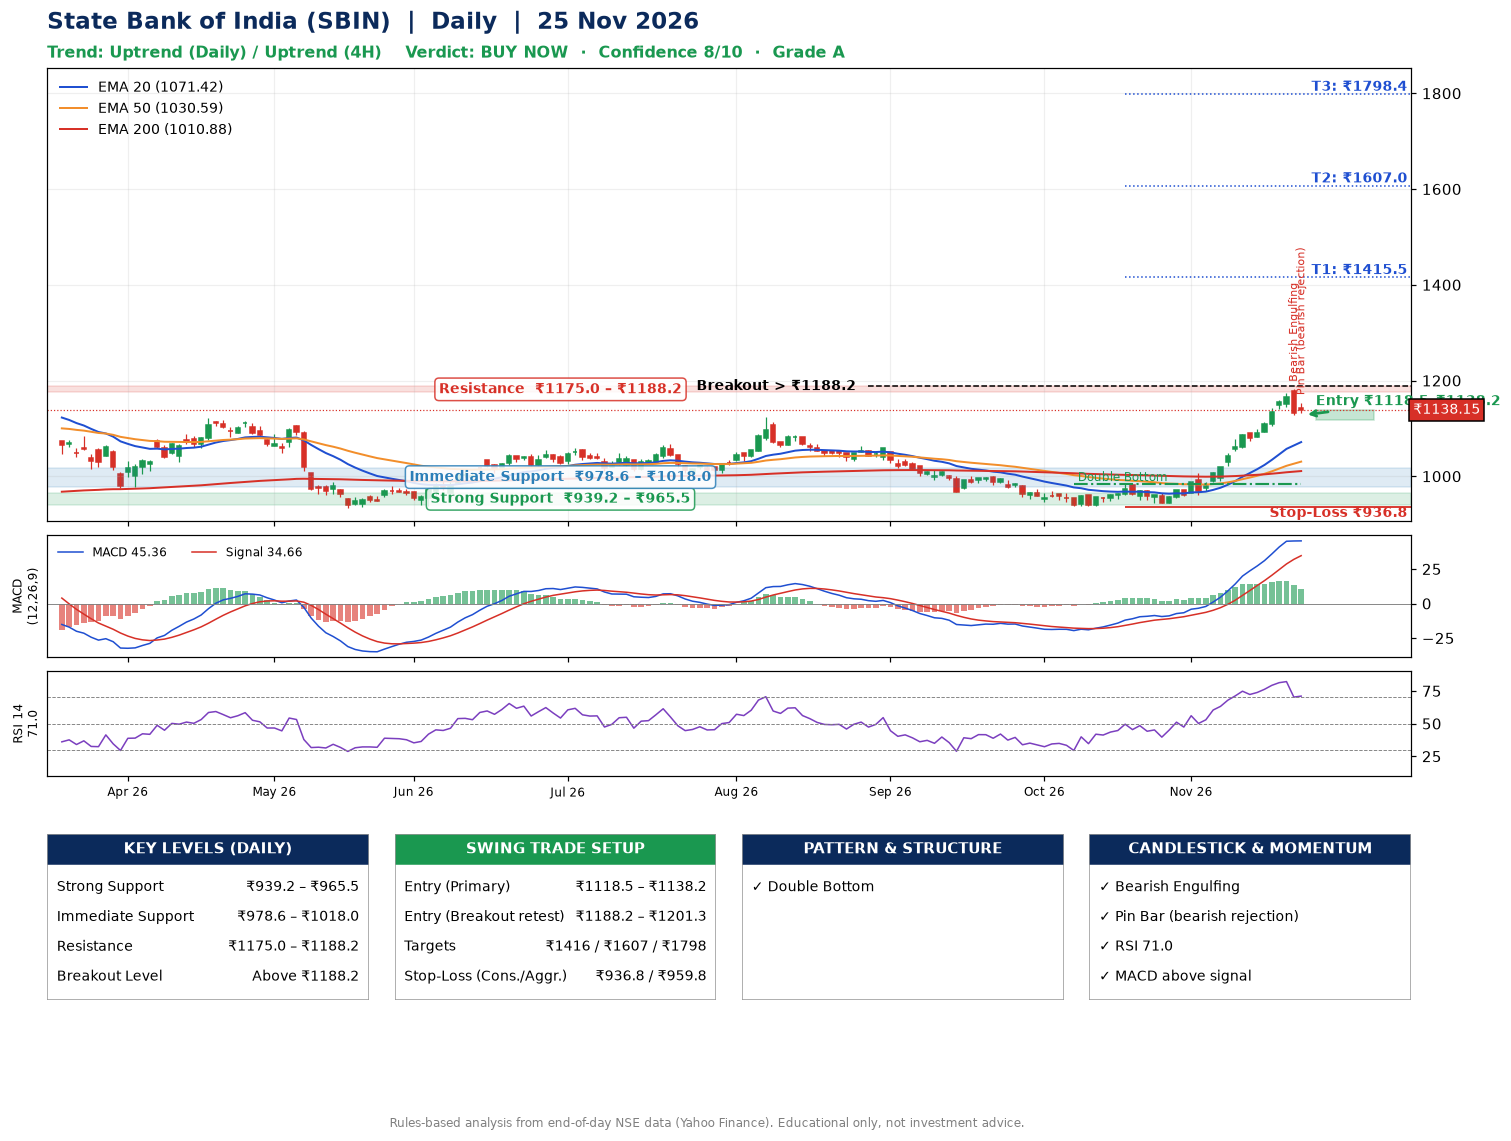 State Bank of India (SBIN) | Daily | 25 Nov 2026
Trend: Uptrend (Daily) / Uptrend (4H) Verdict: BUY NOW · Confidence 8/10 · Grade A
EMA 20 (1071.42)
EMA 50 (1030.59)
EMA 200 (1010.88)
T3: ₹1798.4
T2: ₹1607.0
T1: ₹1415.5
1800
1600
1400
1200
1000
Bearish Engulfing
Pin Bar (bearish rejection)
Resistance ₹1175.0 – ₹1188.2
Breakout > ₹1188.2
Entry ₹1118.5
₹1138.15
Immediate Support ₹978.6 – ₹1018.0
Double Bottom
Strong Support ₹939.2 – ₹965.5
Stop-Loss ₹936.8
MACD 45.36
Signal 34.66
MACD
(12,26,9)
25
0
−25
RSI 14
71.0
75
50
25
Apr 26
May 26
Jun 26
Jul 26
Aug 26
Sep 26
Oct 26
Nov 26
KEY LEVELS (DAILY)
Strong Support ₹939.2 – ₹965.5
Immediate Support ₹978.6 – ₹1018.0
Resistance ₹1175.0 – ₹1188.2
Breakout Level Above ₹1188.2
SWING TRADE SETUP
Entry (Primary) ₹1118.5 – ₹1138.2
Entry (Breakout retest) ₹1188.2 – ₹1201.3
Targets ₹1416 / ₹1607 / ₹1798
Stop-Loss (Cons./Aggr.) ₹936.8 / ₹959.8
PATTERN & STRUCTURE
✓ Double Bottom
CANDLESTICK & MOMENTUM
✓ Bearish Engulfing
✓ Pin Bar (bearish rejection)
✓ RSI 71.0
✓ MACD above signal
Rules-based analysis from end-of-day NSE data (Yahoo Finance). Educational only, not investment advice.